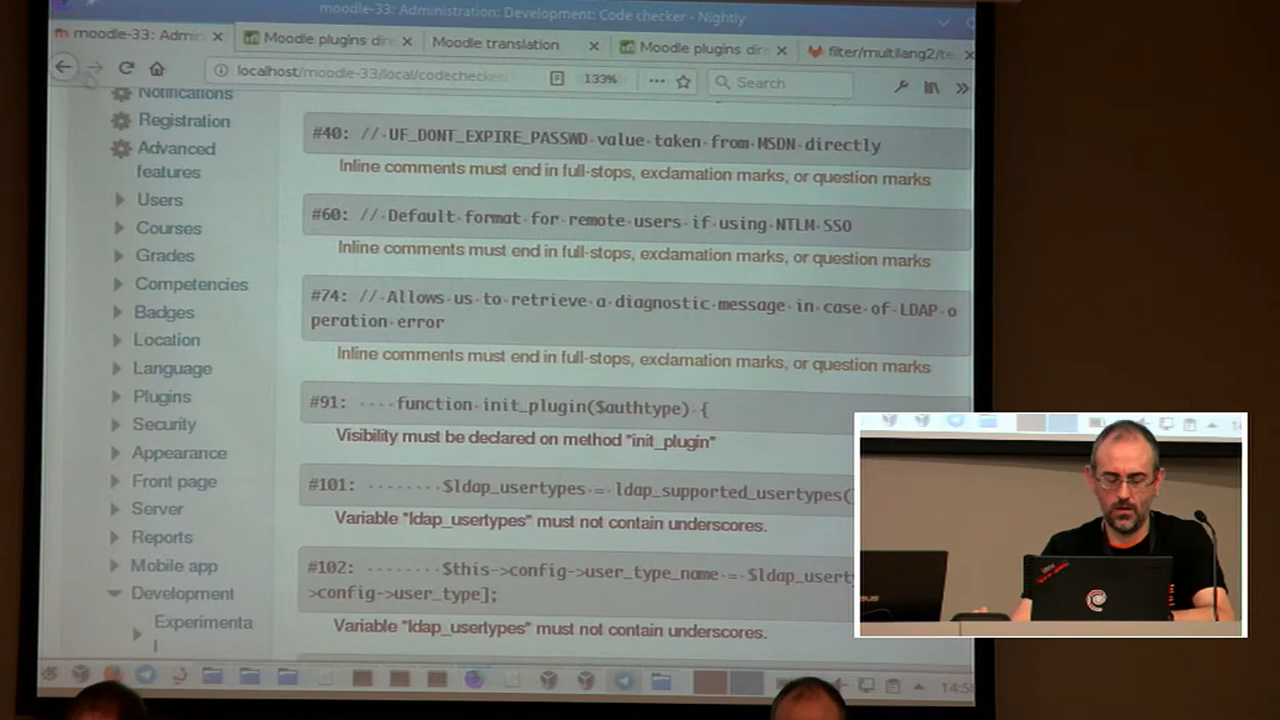 moodle-33: Administration: Development: Code checker - Nightly
moodle-33: Admin
Moodle plugins dire
Moodle translation
Moodle plugins dire
filter/multilang2/te
localhost/moodle-33/local/codechecker
133%
Search
Notifications
Registration
Advanced
features
Users
Courses
Grades
Competencies
Badges
Location
Language
Plugins
Security
Appearance
Front page
Server
Reports
Mobile app
Development
Experimenta
l
#40: // UF_DONT_EXPIRE_PASSWD value taken from MSDN directly
Inline comments must end in full-stops, exclamation marks, or question marks
#60: // Default format for remote users if using NTLM SSO
Inline comments must end in full-stops, exclamation marks, or question marks
#74: // Allows us to retrieve a diagnostic message in case of LDAP o
peration error
Inline comments must end in full-stops, exclamation marks, or question marks
#91: ····function init_plugin($authtype) {
Visibility must be declared on method "init_plugin"
#101: ········$ldap_usertypes = ldap_supported_usertypes(
Variable "ldap_usertypes" must not contain underscores.
#102: ········$this->config->user_type_name = $ldap_usert
>config->user_type];
Variable "ldap_usertypes" must not contain underscores.
14:5